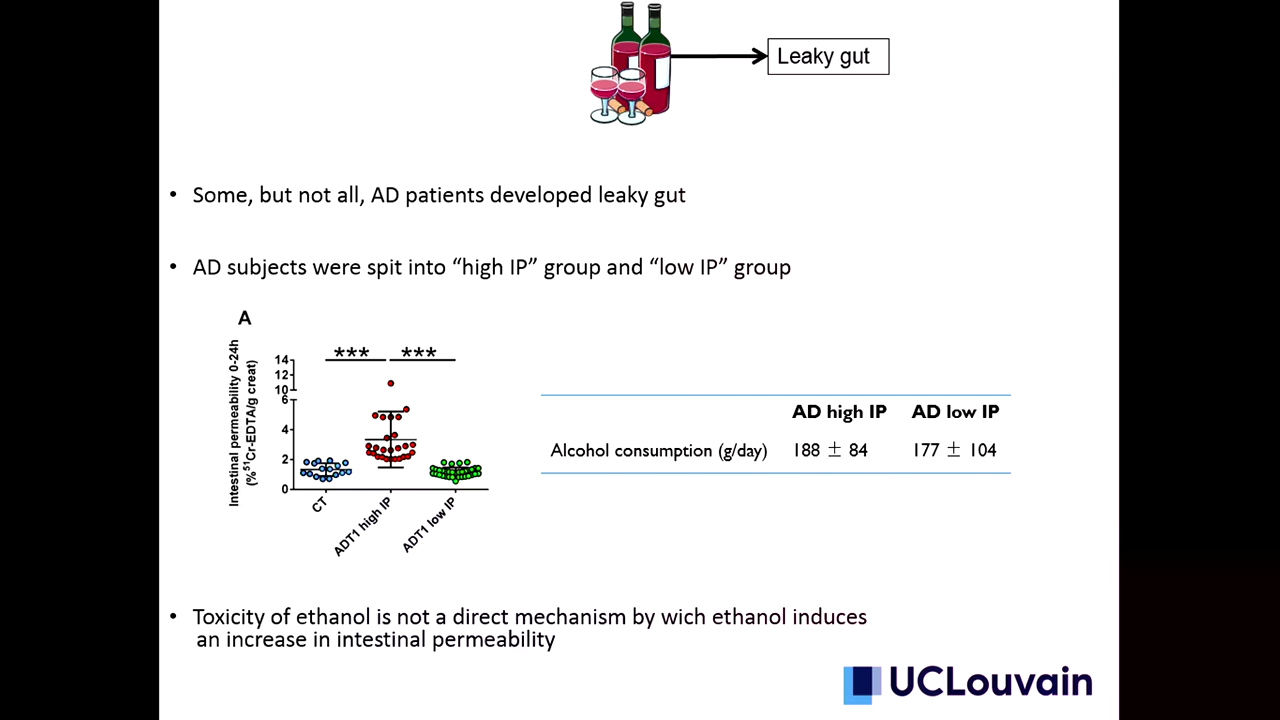 Leaky gut
• Some, but not all, AD patients developed leaky gut
• AD subjects were spit into “high IP” group and “low IP” group
A
Intestinal permeability 0-24h
(%⁵¹Cr-EDTA/g creat)
14
12
10
6
4
2
0
*** ***
CT
ADT1 high IP
ADT1 low IP
AD high IP AD low IP
Alcohol consumption (g/day) 188 ± 84 177 ± 104
• Toxicity of ethanol is not a direct mechanism by wich ethanol induces
an increase in intestinal permeability
UCLouvain